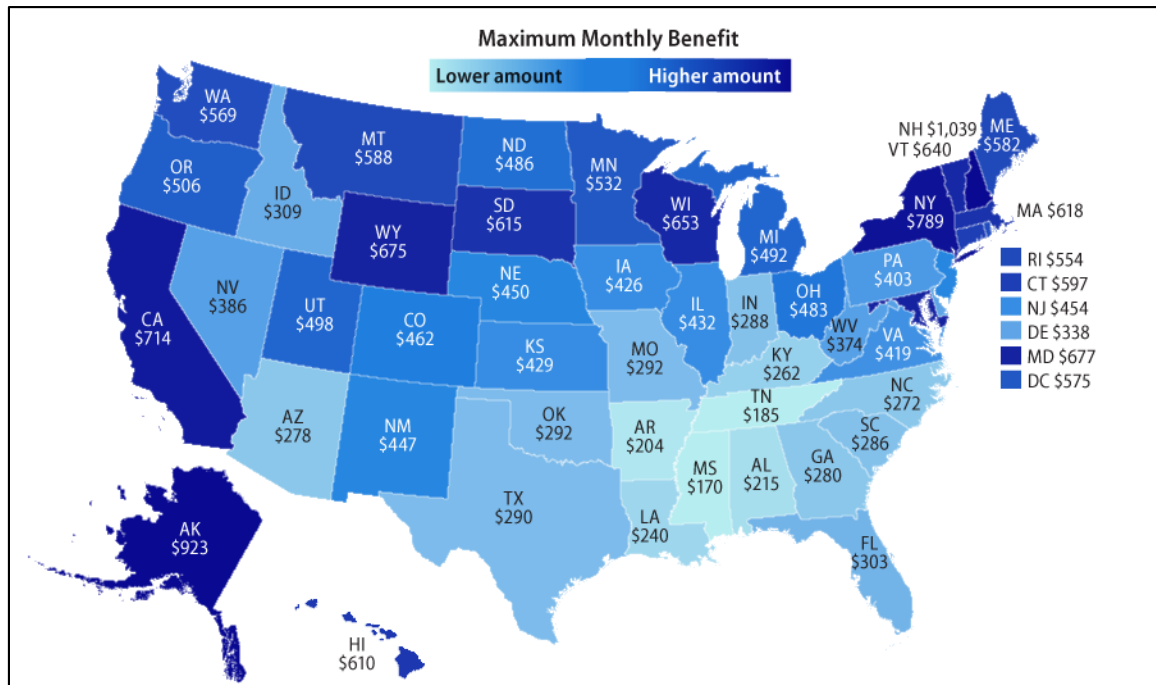 Maximum Monthly Benefit
Lower amount Higher amount
WA
$569
MT
$588
ND
$486
MN
$532
NH $1,039
VT $640
ME
$582
OR
$506
ID
$309
SD
$615
WI
$653
NY
$789
MA $618
WY
$675
MI
$492
RI $554
CT $597
NJ $454
DE $338
MD $677
DC $575
NV
$386
UT
$498
CO
$462
NE
$450
IA
$426
IL
$432
IN
$288
OH
$483
PA
$403
CA
$714
KS
$429
MO
$292
KY
$262
WV
$374
VA
$419
AZ
$278
NM
$447
OK
$292
AR
$204
TN
$185
NC
$272
SC
$286
TX
$290
LA
$240
MS
$170
AL
$215
GA
$280
FL
$303
AK
$923
HI
$610